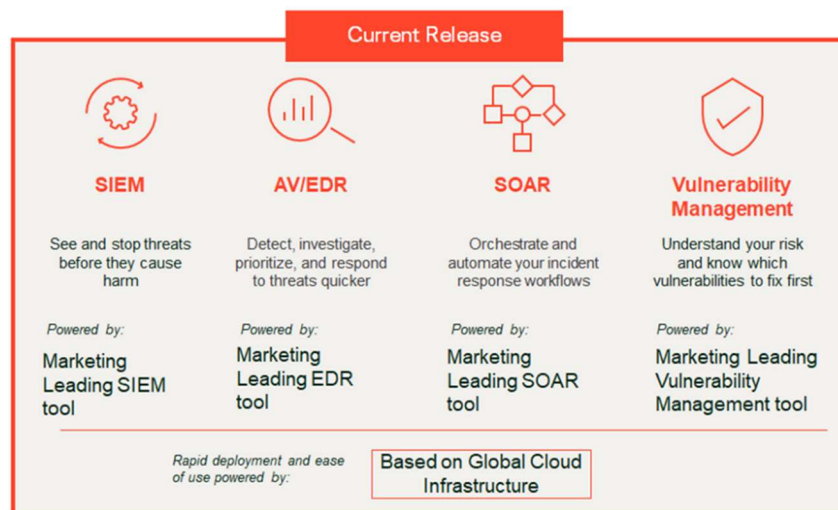 Current Release
SIEM
See and stop threats
before they cause
harm
Powered by:
Marketing
Leading SIEM
tool
AV/EDR
Detect, investigate,
prioritize, and respond
to threats quicker
Powered by:
Marketing
Leading EDR
tool
SOAR
Orchestrate and
automate your incident
response workflows
Powered by:
Marketing
Leading SOAR
tool
Vulnerability
Management
Understand your risk
and know which
vulnerabilities to fix first
Powered by:
Marketing Leading
Vulnerability
Management tool
Rapid deployment and ease
of use powered by:
Based on Global Cloud
Infrastructure